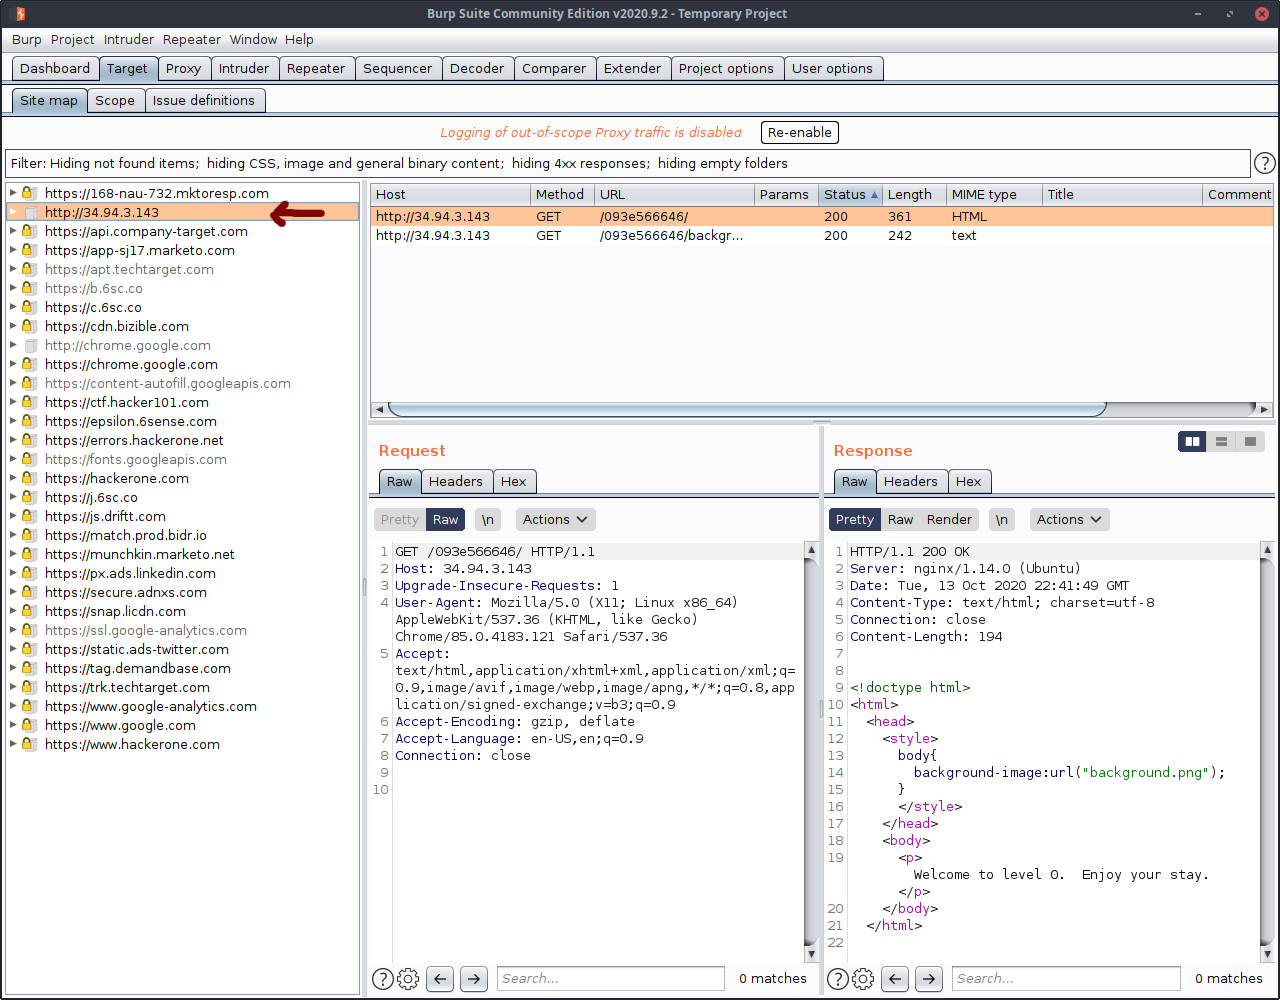 Burp Suite Community Edition v2020.9.2 - Temporary Project
Burp Project Intruder Repeater Window Help
Dashboard Target Proxy Intruder Repeater Sequencer Decoder Comparer Extender Project options User options
Site map Scope Issue definitions
Logging of out-of-scope Proxy traffic is disabled Re-enable
Filter: Hiding not found items; hiding CSS, image and general binary content; hiding 4xx responses; hiding empty folders ?
https://168-nau-732.mktoresp.com
http://34.94.3.143
https://api.company-target.com
https://app-sj17.marketo.com
https://apt.techtarget.com
https://b.6sc.co
https://c.6sc.co
https://cdn.bizible.com
http://chrome.google.com
https://chrome.google.com
https://content-autofill.googleapis.com
https://ctf.hacker101.com
https://epsilon.6sense.com
https://errors.hackerone.net
https://fonts.googleapis.com
https://hackerone.com
https://j.6sc.co
https://js.driftt.com
https://match.prod.bidr.io
https://munchkin.marketo.net
https://px.ads.linkedin.com
https://secure.adnxs.com
https://snap.licdn.com
https://ssl.google-analytics.com
https://static.ads-twitter.com
https://tag.demandbase.com
https://trk.techtarget.com
https://www.google-analytics.com
https://www.google.com
https://www.hackerone.com
Host Method URL Params Status Length MIME type Title Comment
http://34.94.3.143 GET /093e566646/ 200 361 HTML
http://34.94.3.143 GET /093e566646/backgr... 200 242 text
Request
Raw Headers Hex
Pretty Raw \n Actions
1 GET /093e566646/ HTTP/1.1
2 Host: 34.94.3.143
3 Upgrade-Insecure-Requests: 1
4 User-Agent: Mozilla/5.0 (X11; Linux x86_64)
AppleWebKit/537.36 (KHTML, like Gecko)
Chrome/85.0.4183.121 Safari/537.36
5 Accept:
text/html,application/xhtml+xml,application/xml;q=
0.9,image/avif,image/webp,image/apng,*/*;q=0.8,app
lication/signed-exchange;v=b3;q=0.9
6 Accept-Encoding: gzip, deflate
7 Accept-Language: en-US,en;q=0.9
8 Connection: close
9
10
? Search... 0 matches
Response
Raw Headers Hex
Pretty Raw Render \n Actions
1 HTTP/1.1 200 OK
2 Server: nginx/1.14.0 (Ubuntu)
3 Date: Tue, 13 Oct 2020 22:41:49 GMT
4 Content-Type: text/html; charset=utf-8
5 Connection: close
6 Content-Length: 194
7
8
9 <!doctype html>
10 <html>
11 <head>
12 <style>
13 body{
14 background-image:url("background.png");
15 }
16 </style>
17 </head>
18 <body>
19 <p>
Welcome to level 0.  Enjoy your stay.
</p>
20 </body>
21 </html>
22
? Search... 0 matches